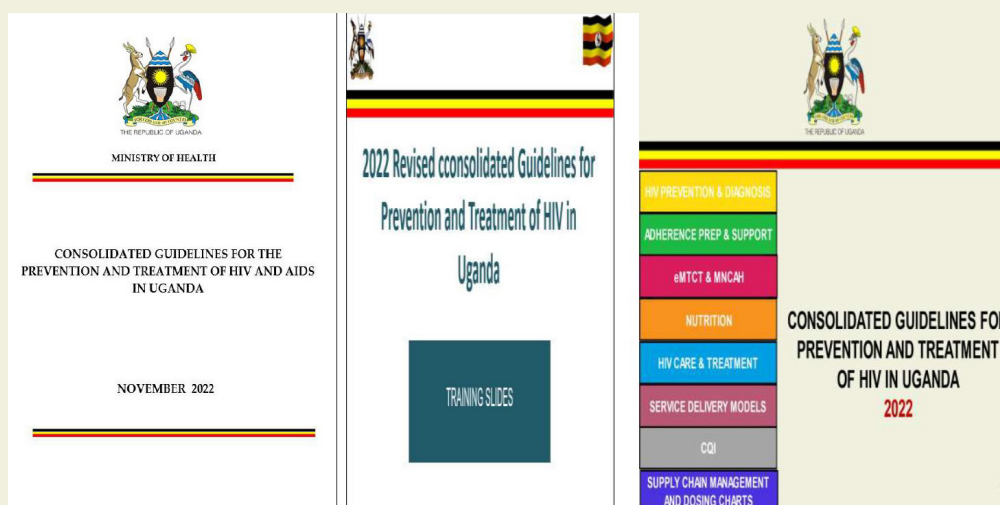 THE REPUBLIC OF UGANDA
MINISTRY OF HEALTH
CONSOLIDATED GUIDELINES FOR THE
PREVENTION AND TREATMENT OF HIV AND AIDS
IN UGANDA
NOVEMBER 2022
2022 Revised cconsolidated Guidelines for
Prevention and Treatment of HIV in
Uganda
TRAINING SLIDES
THE REPUBLIC OF UGANDA
HIV PREVENTION & DIAGNOSIS
ADHERENCE PREP & SUPPORT
eMTCT & MNCAH
NUTRITION
HIV CARE & TREATMENT
SERVICE DELIVERY MODELS
CQI
SUPPLY CHAIN MANAGEMENT
AND DOSING CHARTS
CONSOLIDATED GUIDELINES FOR
PREVENTION AND TREATMENT
OF HIV IN UGANDA
2022